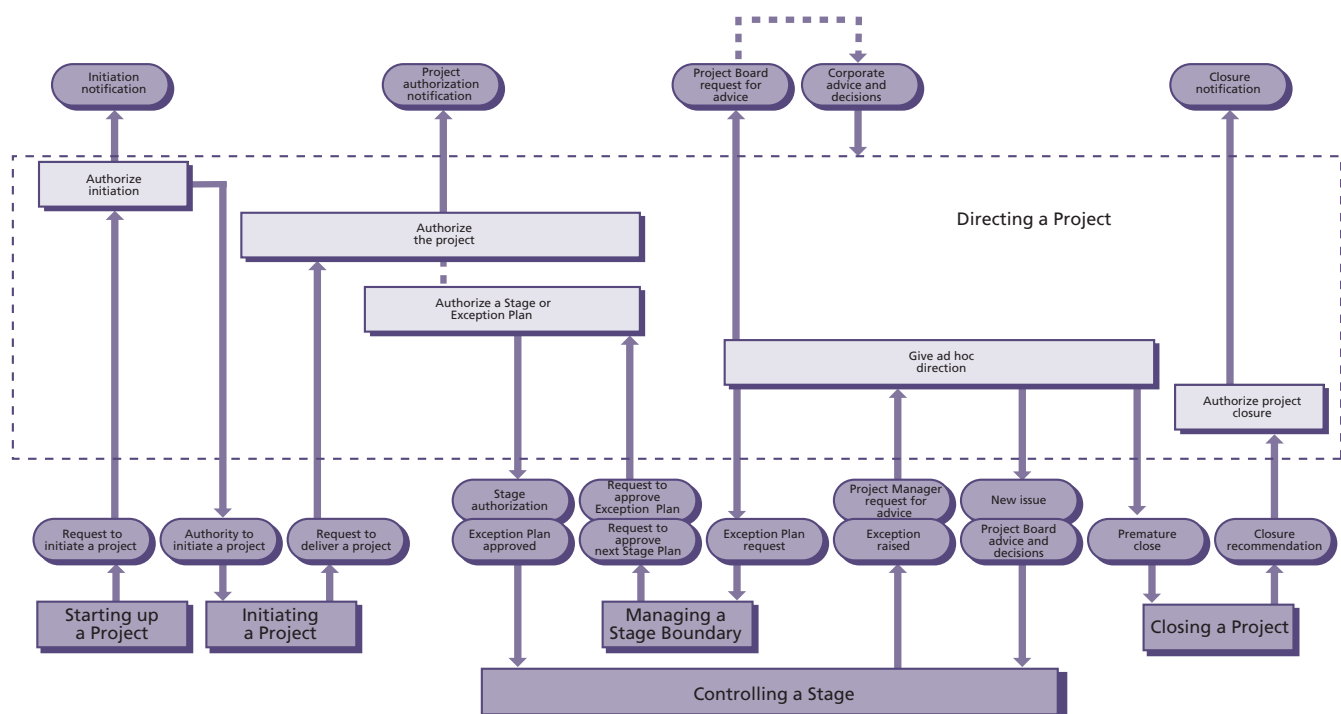 Initiation
notification
Project
authorization
notification
Project Board
request for
advice
Corporate
advice and
decisions
Closure
notification
Authorize
initiation
Authorize
the project
Directing a Project
Authorize a Stage or
Exception Plan
Give ad hoc
direction
Authorize project
closure
Stage
authorization
Request to
approve
Exception Plan
Project Manager
request for
advice
New issue
Request to
initiate a project
Authority to
initiate a project
Request to
deliver a project
Exception Plan
approved
Request to
approve
next Stage Plan
Exception Plan
request
Exception
raised
Project Board
advice and
decisions
Premature
close
Closure
recommendation
Starting up
a Project
Initiating
a Project
Managing a
Stage Boundary
Closing a Project
Controlling a Stage